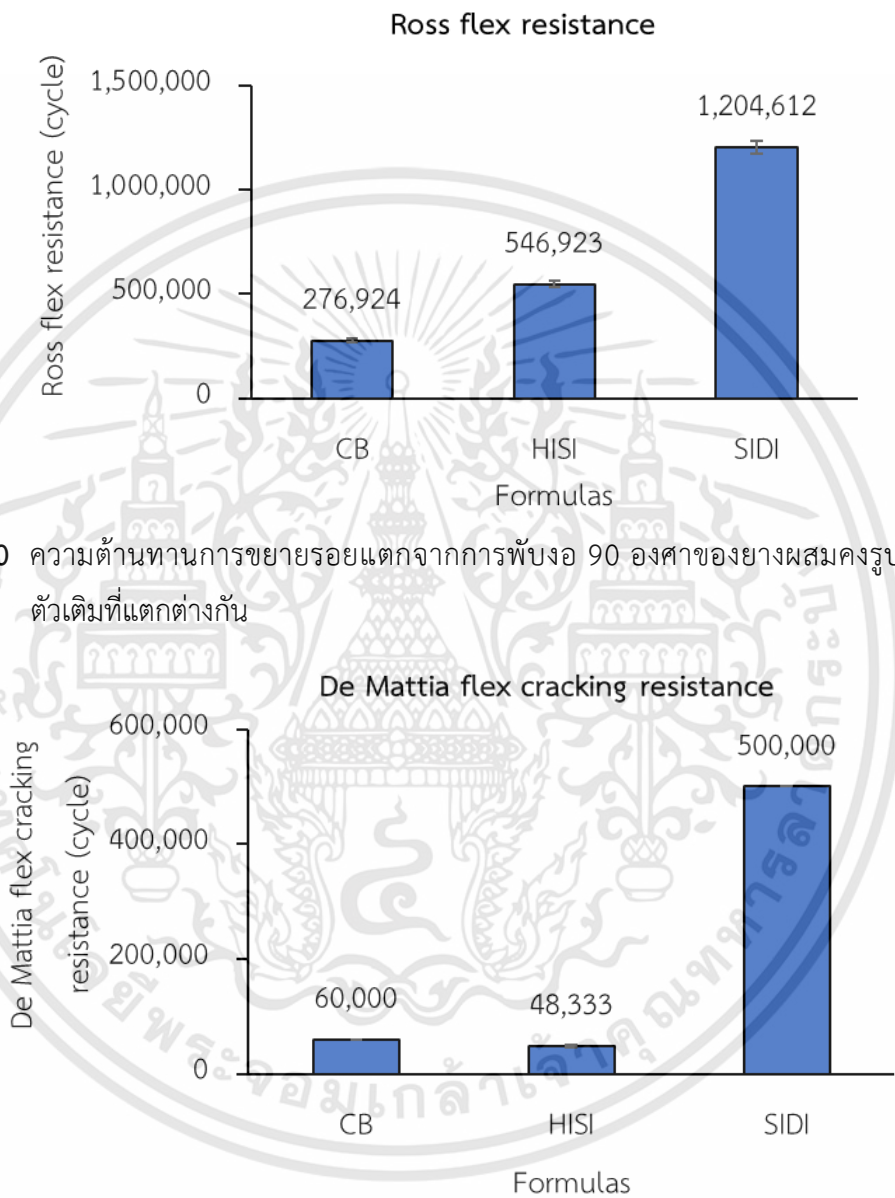 Ross flex resistance
Ross flex resistance (cycle)
1,500,000
1,000,000
500,000
0
276,924
546,923
1,204,612
CB
HISI
SIDI
Formulas
0 ความต้านทานการขยายรอยแตกจากการพับงอ 90 องศาของยางผสมคงรูป
ตัวเติมที่แตกต่างกัน
De Mattia flex cracking resistance
De Mattia flex cracking
resistance (cycle)
600,000
400,000
200,000
0
60,000
48,333
500,000
CB
HISI
SIDI
Formulas